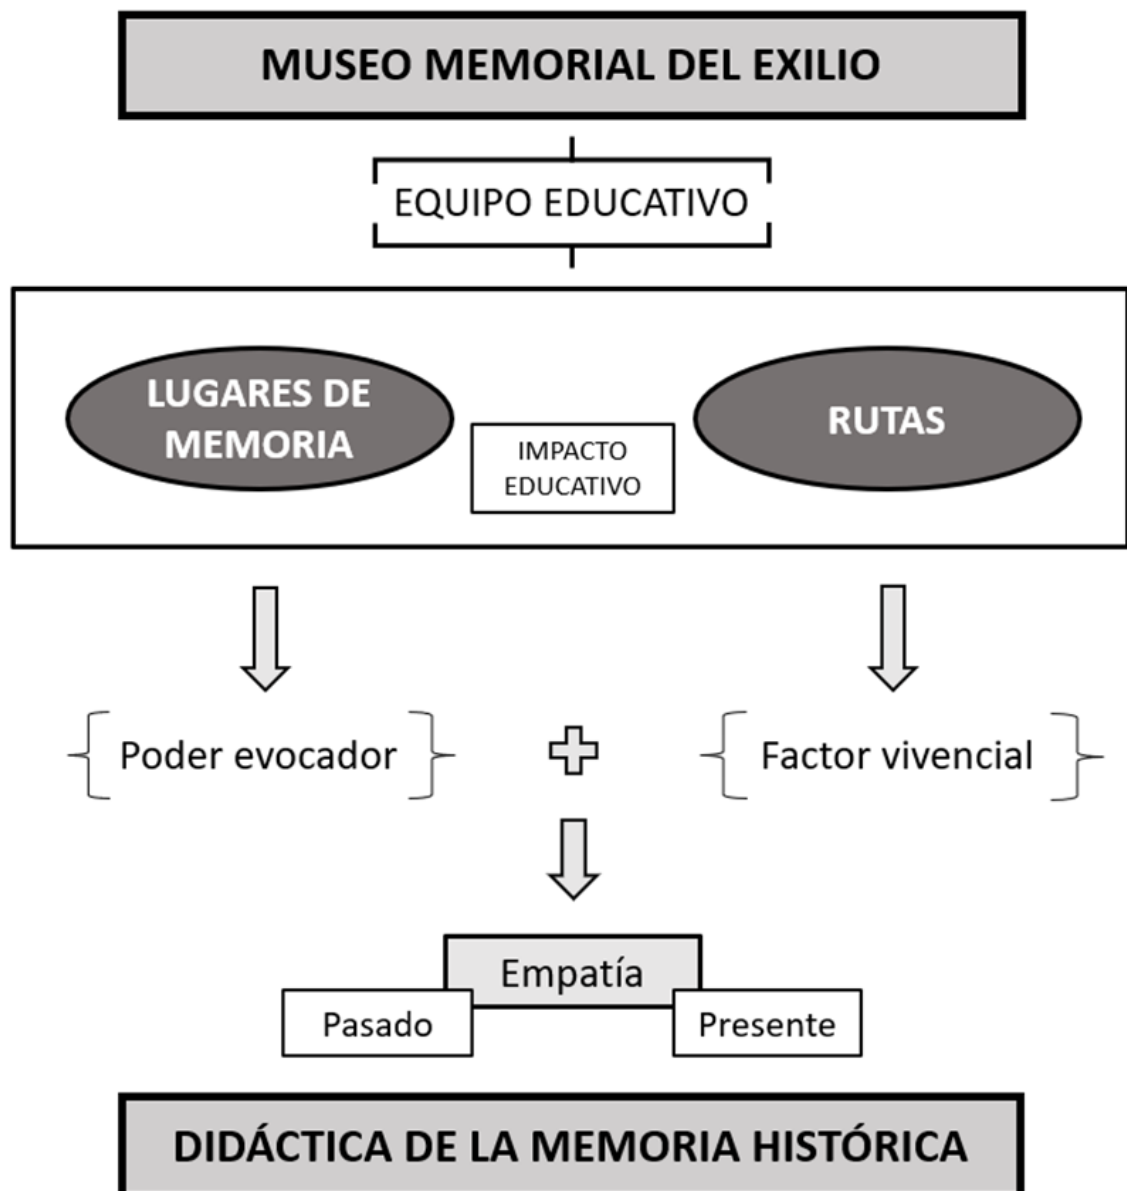 MUSEO MEMORIAL DEL EXILIO
EQUIPO EDUCATIVO
LUGARES DE
MEMORIA
IMPACTO
EDUCATIVO
RUTAS
Poder evocador
Factor vivencial
Empatía
Pasado
Presente
DIDÁCTICA DE LA MEMORIA HISTÓRICA